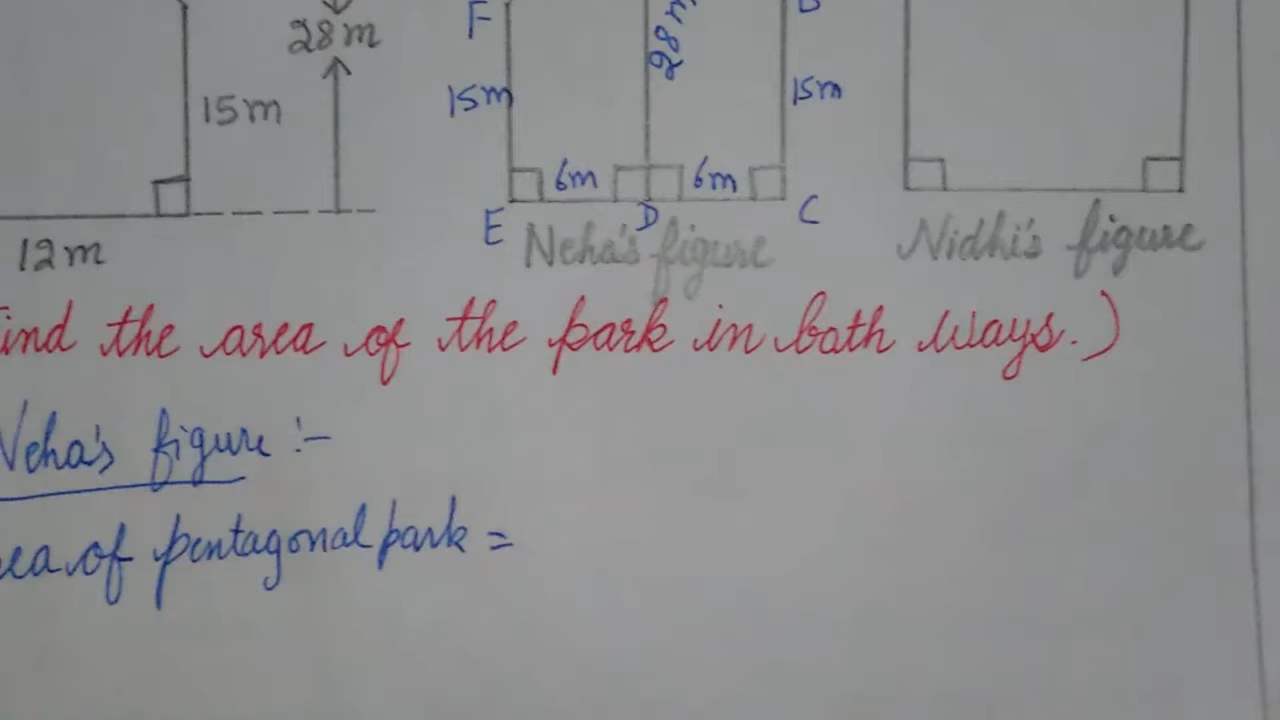 28m
F
28m
15m
15m
15m
6m
6m
12m
E
D
C
Neha's figure
Nidhi's figure
ind the area of the park in both ways.)
Neha's figure :-
ea of pentagonal park =